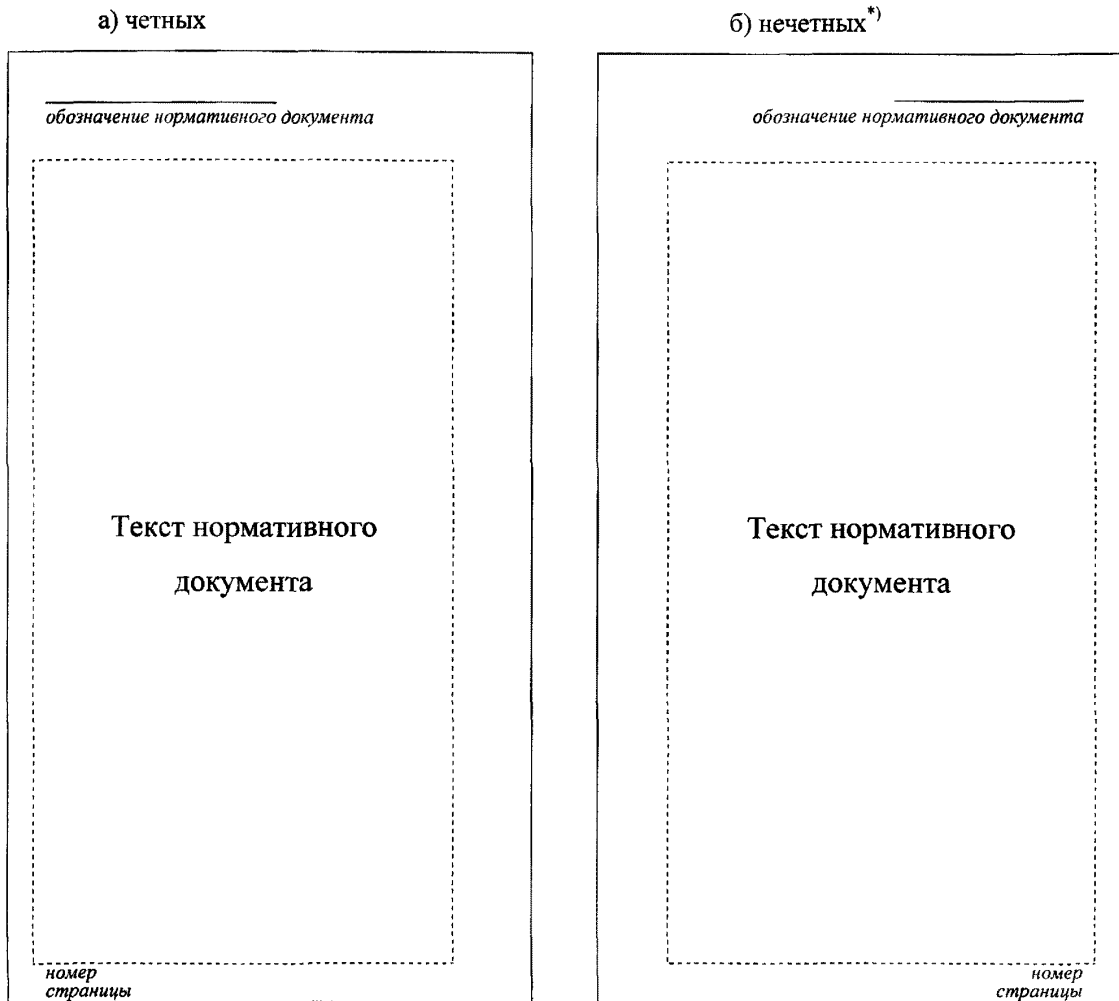 а) четных
обозначение нормативного документа
Текст нормативного
документа
номер
страницы
б) нечетных*)
обозначение нормативного документа
Текст нормативного
документа
номер
страницы